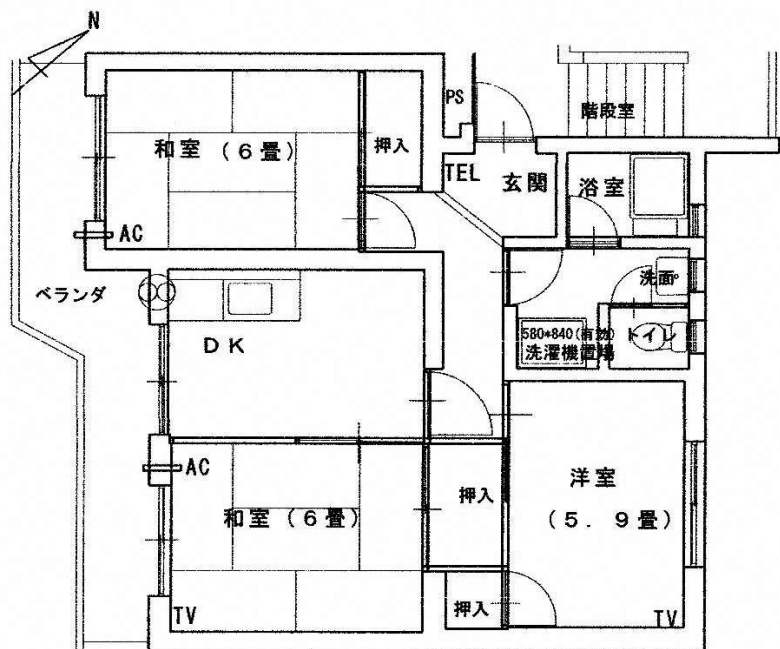 N
PS
階段室
和室 (6畳)
押入
TEL
玄関
浴室
AC
ベランダ
洗面
DK
580*840(有効)
洗濯機置場
トイレ
AC
和室 (6畳)
押入
洋室
(5.9畳)
押入
TV
TV